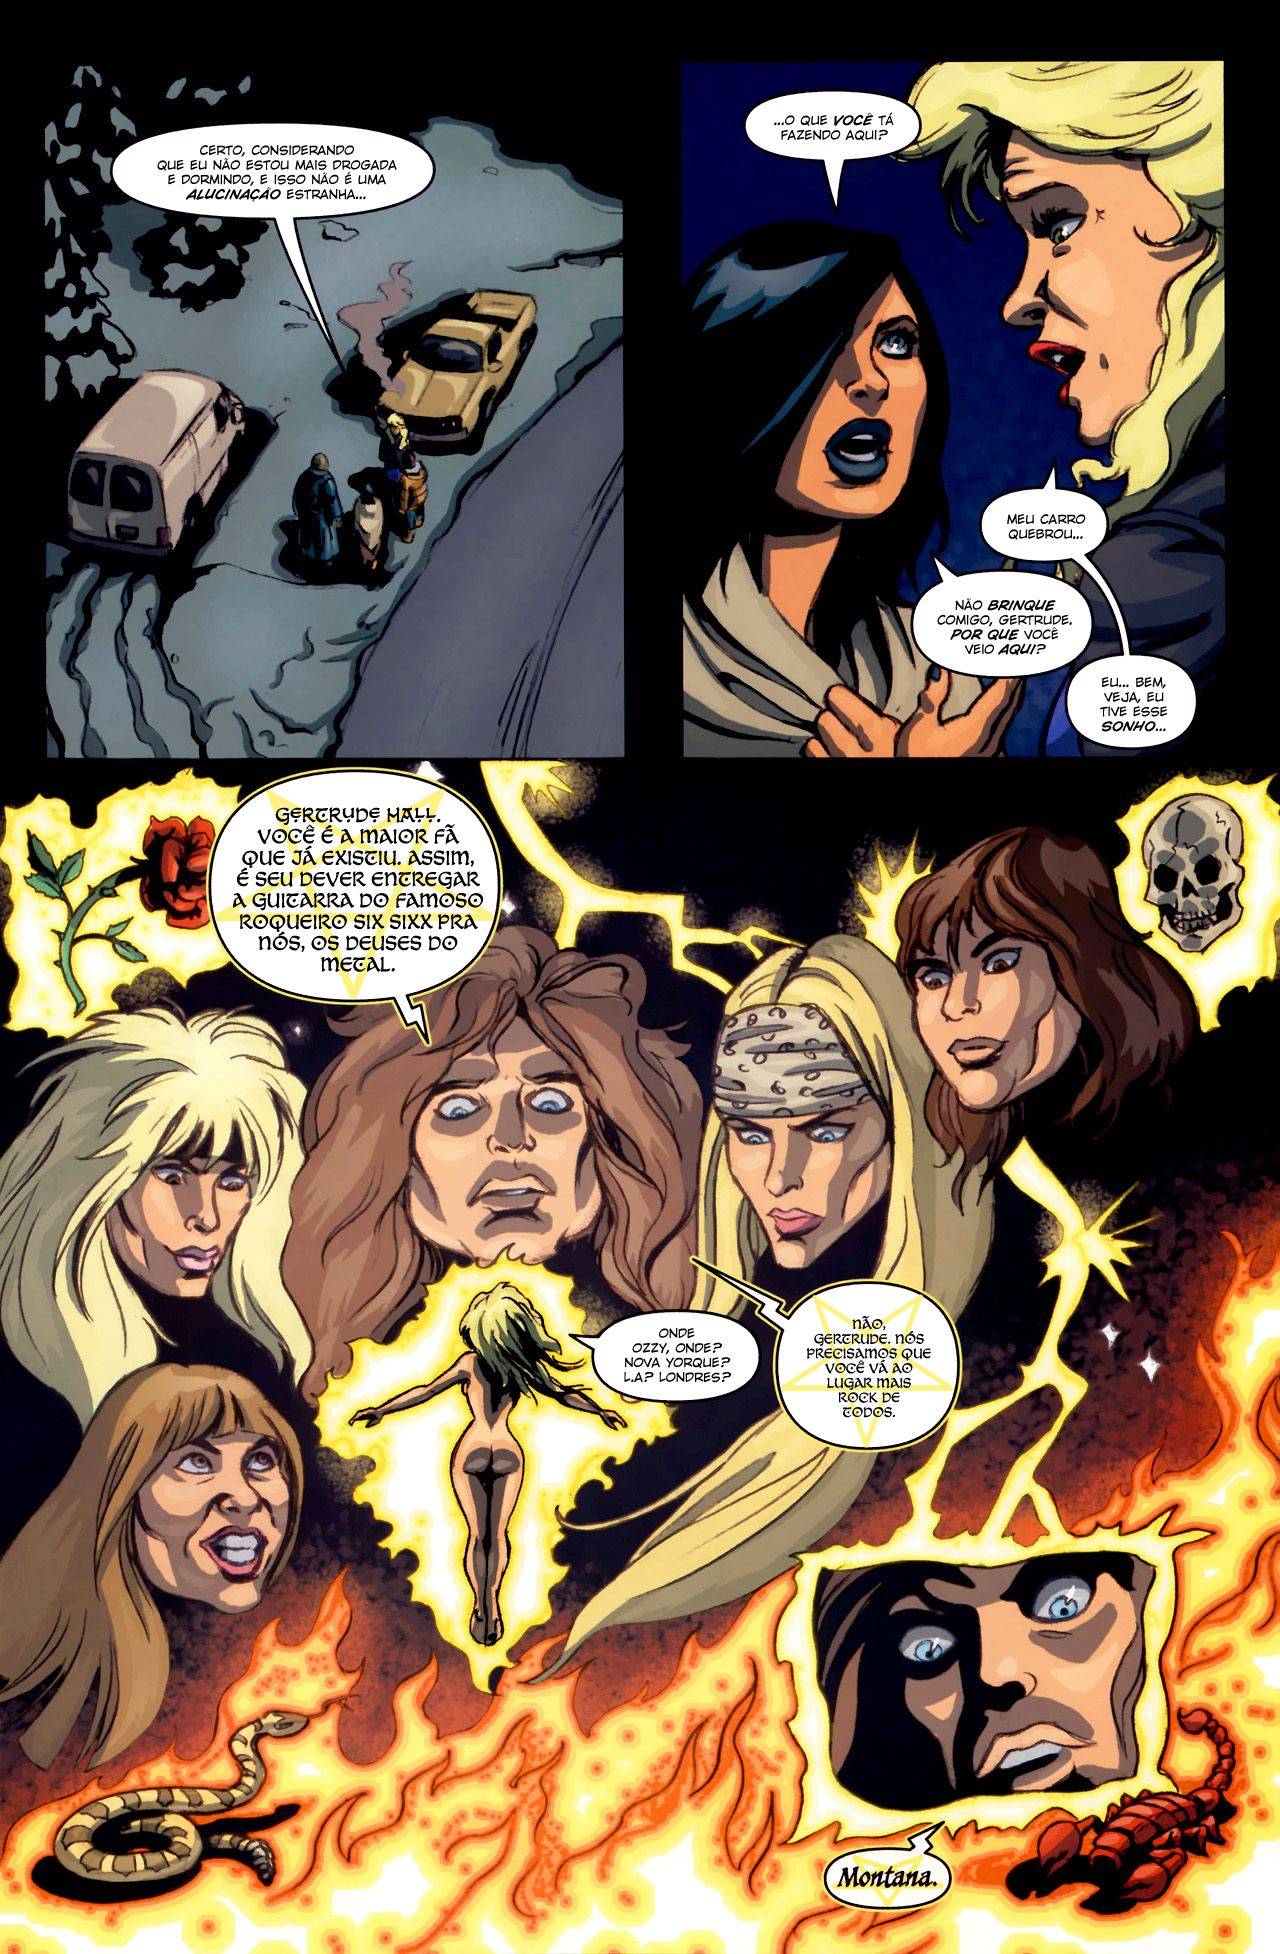 CERTO, CONSIDERANDO
QUE EU NÃO ESTOU MAIS DROGADA
E DORMINDO, E ISSO NÃO É UMA
ALUCINAÇÃO ESTRANHA...
...O QUE VOCÊ TÁ
FAZENDO AQUI?
MEU CARRO
QUEBROU...
NÃO BRINQUE
COMIGO, GERTRUDE.
POR QUE VOCÊ
VEIO AQUI?
EU... BEM,
VEJA, EU
TIVE ESSE
SONHO...
GERTRUDE HALL.
VOCÊ É A MAIOR FÃ
QUE JÁ EXISTIU. ASSIM,
É SEU DEVER ENTREGAR
A GUITARRA DO FAMOSO
ROQUEIRO SIX SIXX PRA
NÓS, OS DEUSES DO
METAL.
ONDE
OZZY, ONDE?
NOVA YORQUE?
L.A? LONDRES?
NÃO,
GERTRUDE. NÓS
PRECISAMOS QUE
VOCÊ VÁ AO
LUGAR MAIS
ROCK DE
TODOS.
Montana.